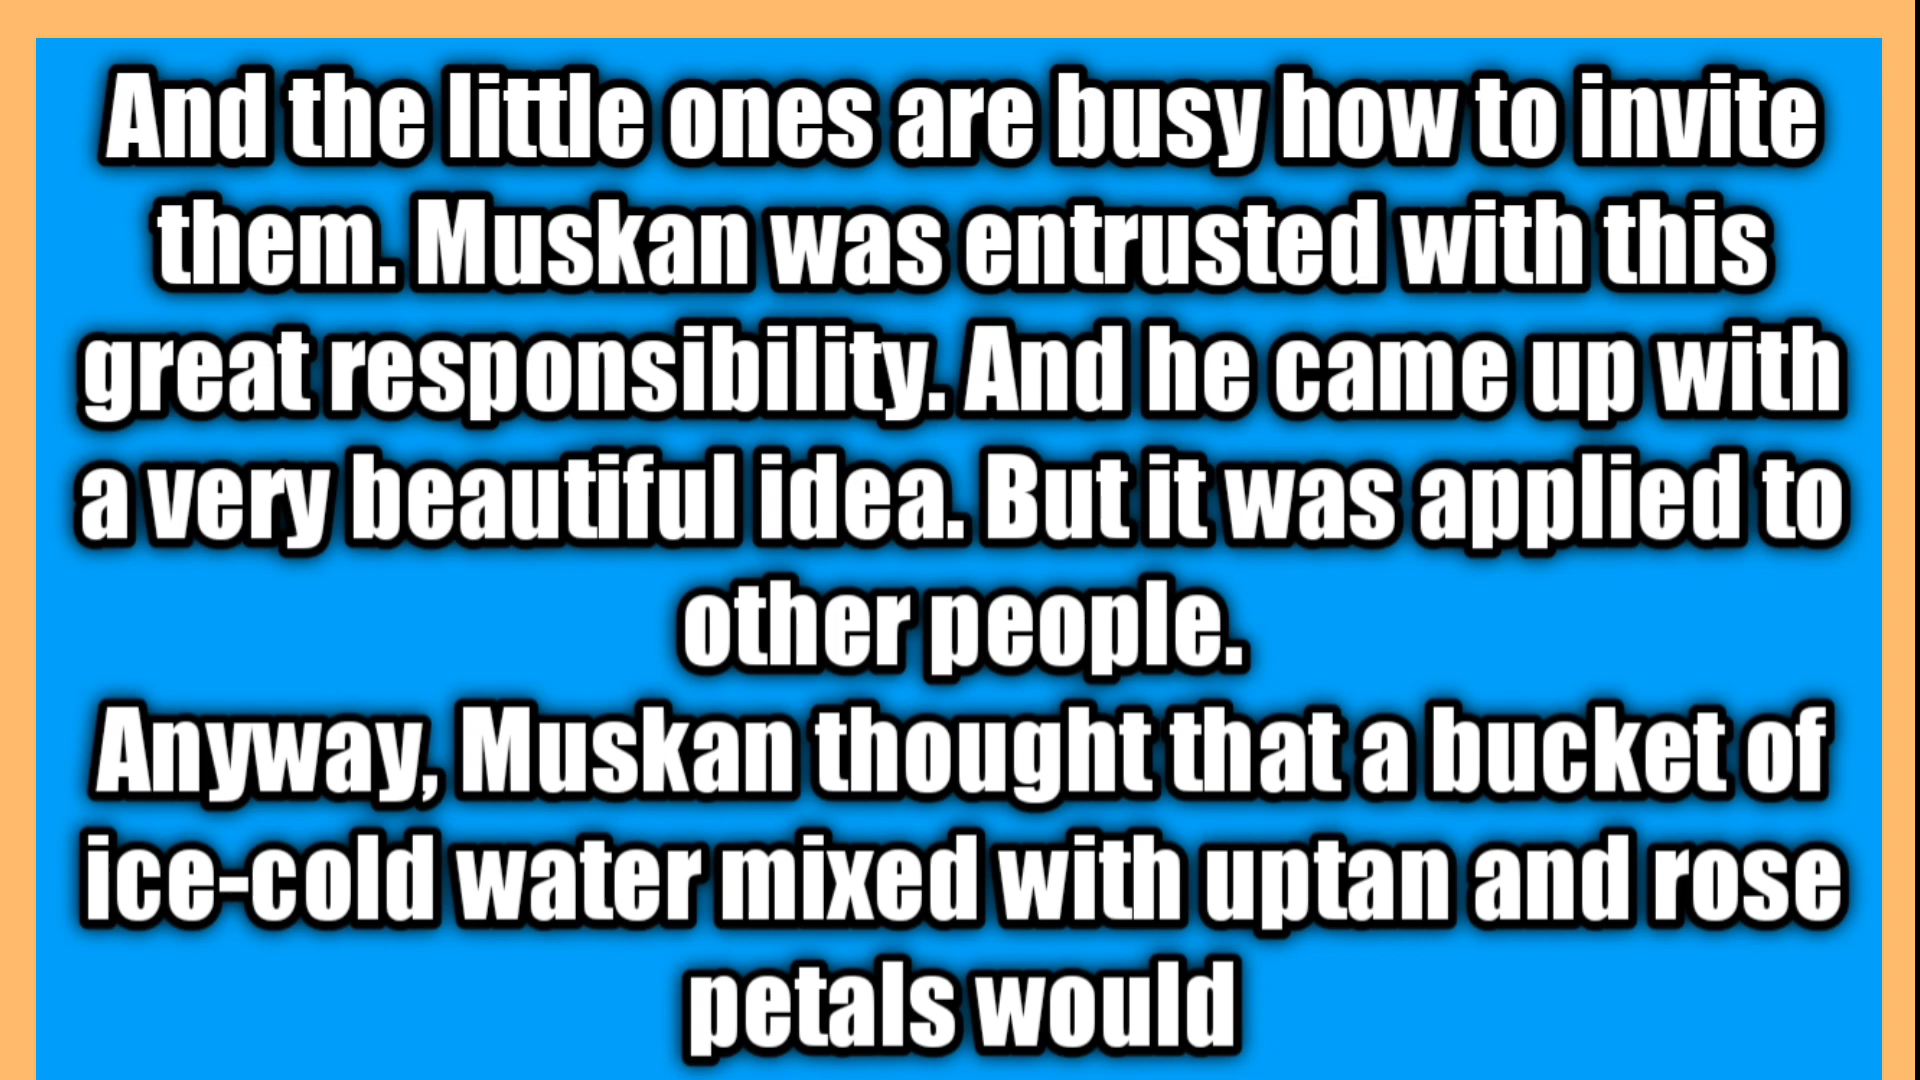 And the little ones are busy how to invite
them. Muskan was entrusted with this
great responsibility. And he came up with
a very beautiful idea. But it was applied to
other people.
Anyway, Muskan thought that a bucket of
ice-cold water mixed with uptan and rose
petals would